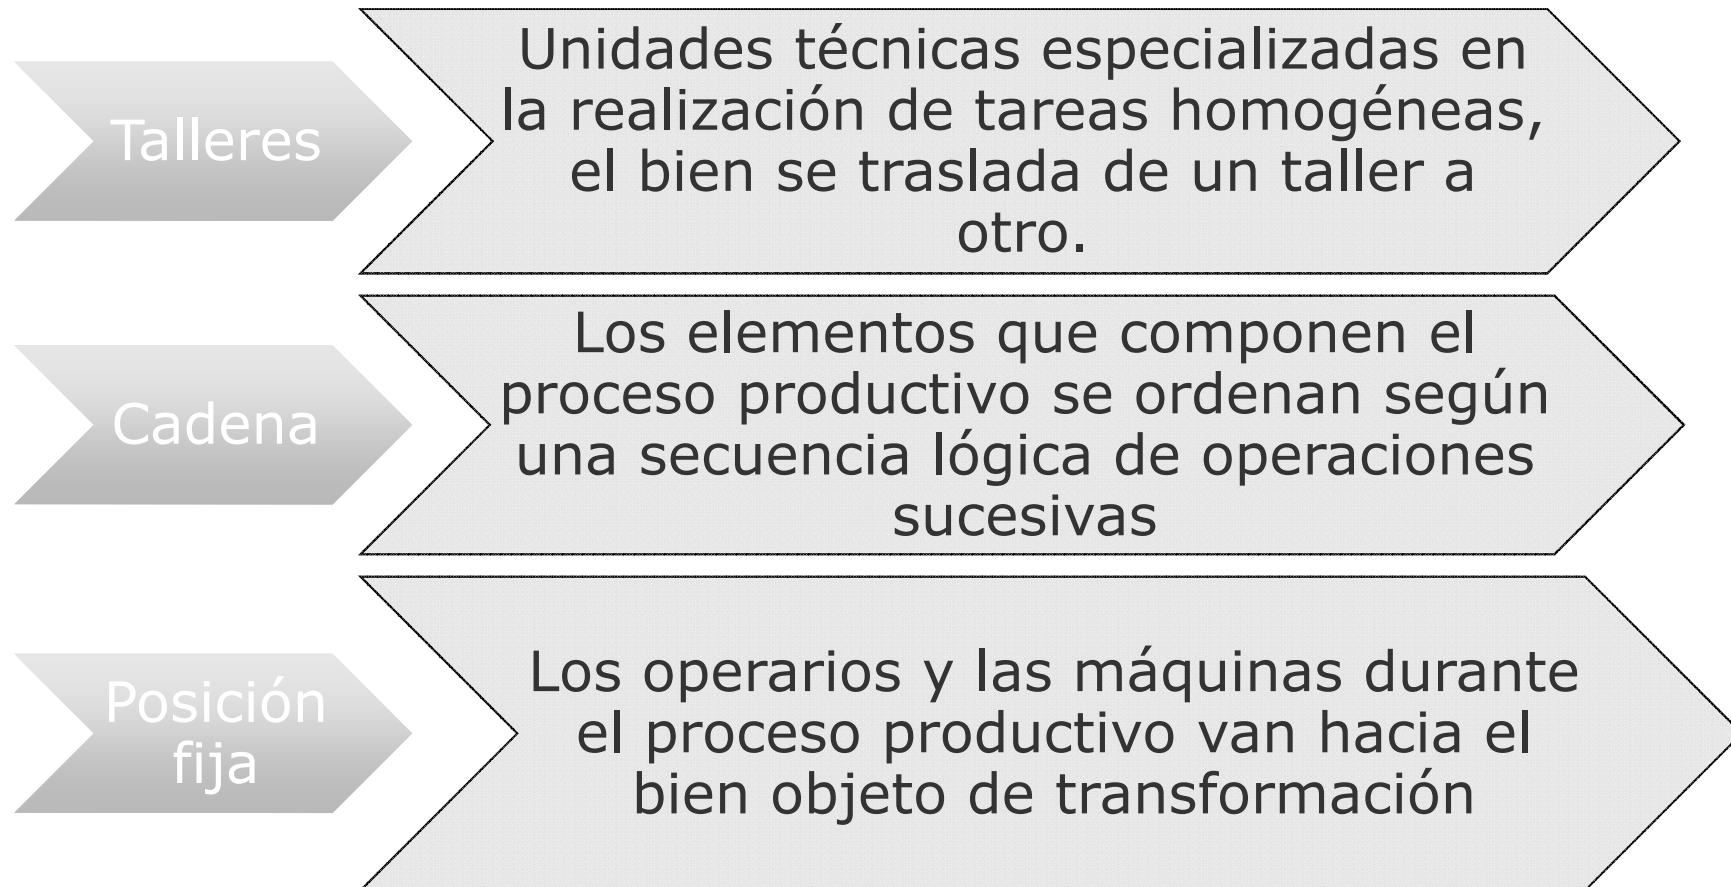 Talleres
Unidades técnicas especializadas en
la realización de tareas homogéneas,
el bien se traslada de un taller a
otro.
Cadena
Los elementos que componen el
proceso productivo se ordenan según
una secuencia lógica de operaciones
sucesivas
Posición
fija
Los operarios y las máquinas durante
el proceso productivo van hacia el
bien objeto de transformación